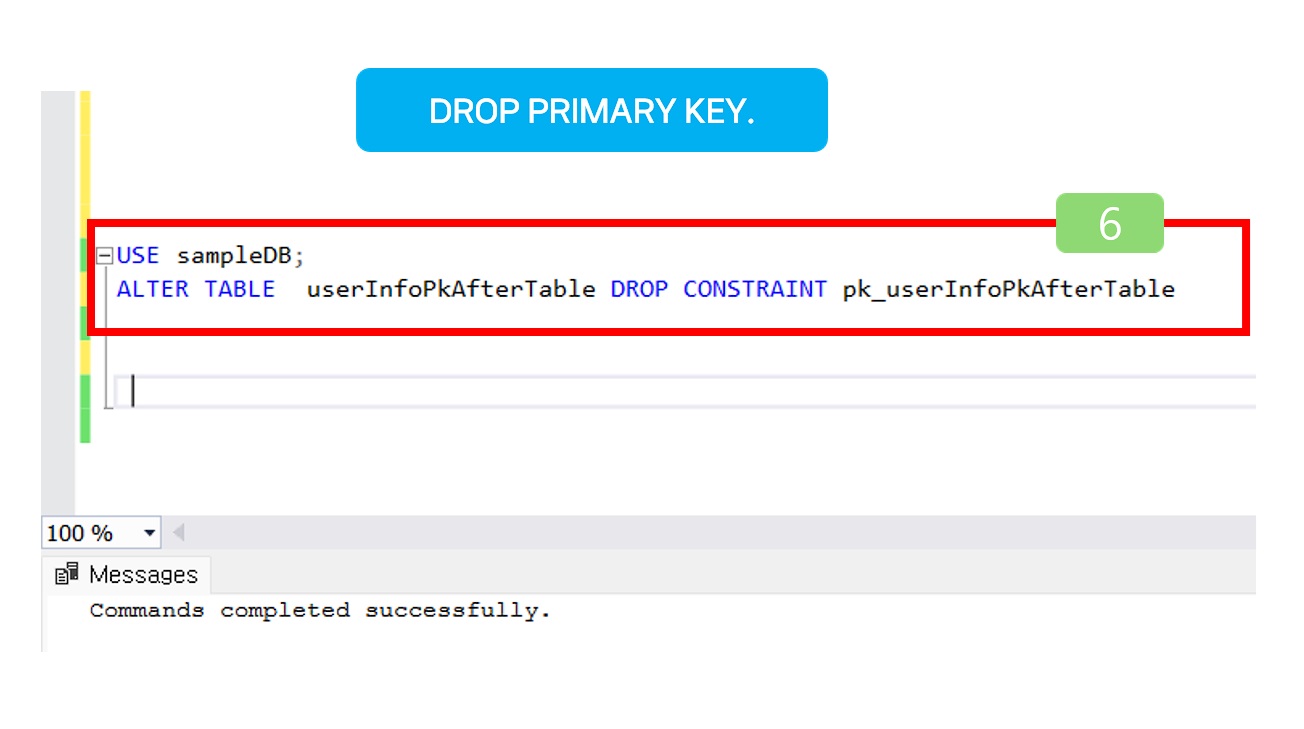 DROP PRIMARY KEY.
6
USE sampleDB;
ALTER TABLE  userInfoPkAfterTable DROP CONSTRAINT pk_userInfoPkAfterTable
100 %
Messages
Commands completed successfully.